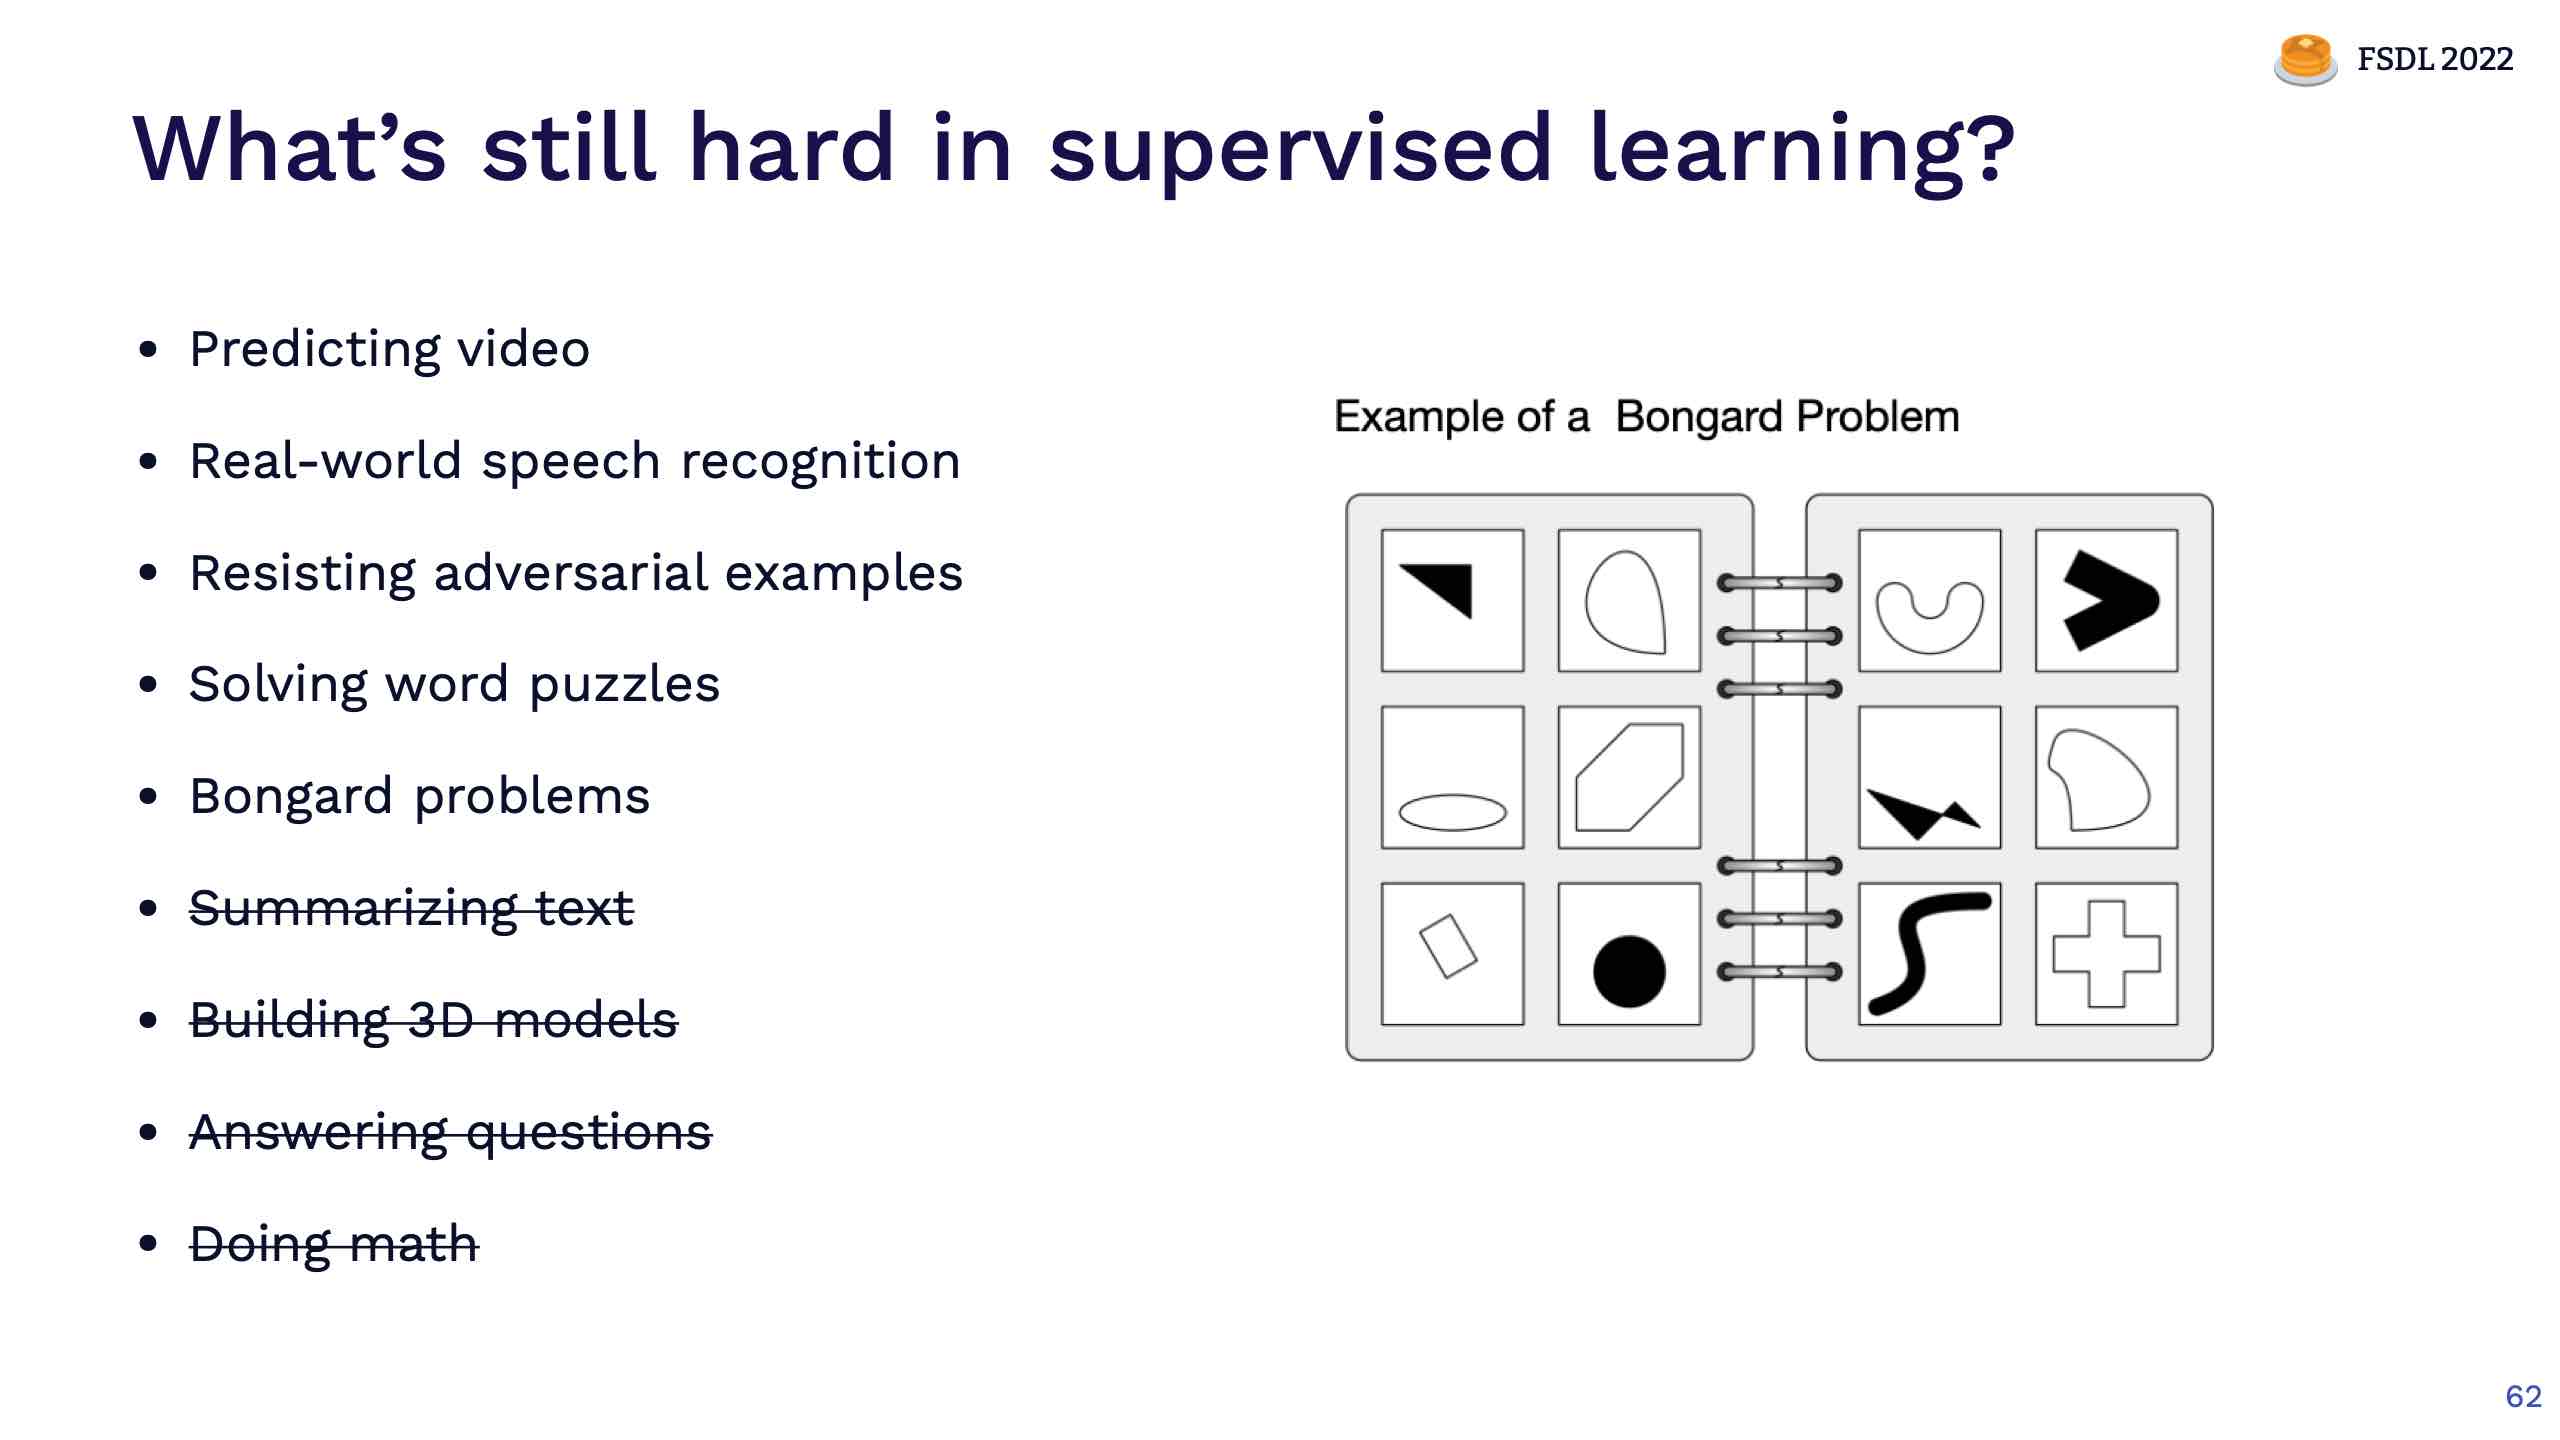 FSDL 2022
What’s still hard in supervised learning?
• Predicting video
• Real-world speech recognition
• Resisting adversarial examples
• Solving word puzzles
• Bongard problems
• Summarizing text
• Building 3D models
• Answering questions
• Doing math
Example of a  Bongard Problem
62